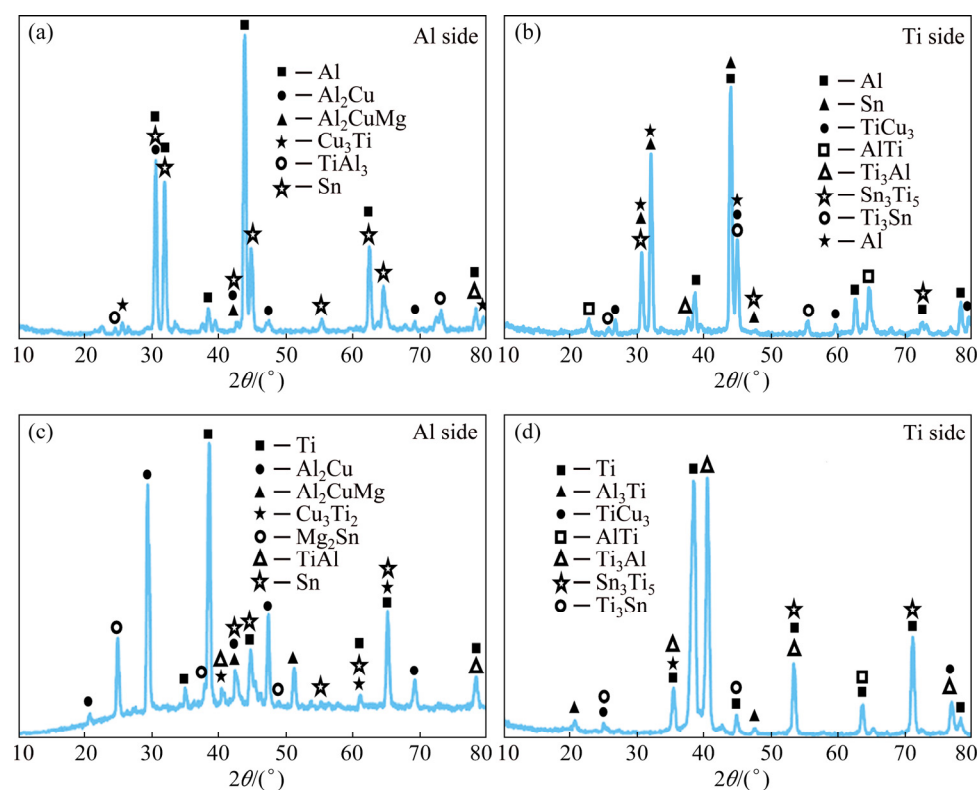 (a) Al side
■ — Al
● — Al₂Cu
▲ — Al₂CuMg
★ — Cu₃Ti
○ — TiAl₃
☆ — Sn
10 20 30 40 50 60 70 80
2θ/(°)
(b) Ti side
■ — Al
▲ — Sn
● — TiCu₃
□ — AlTi
△ — Ti₃Al
☆ — Sn₃Ti₅
○ — Ti₃Sn
★ — Al
10 20 30 40 50 60 70 80
2θ/(°)
(c) Al side
■ — Ti
● — Al₂Cu
▲ — Al₂CuMg
★ — Cu₃Ti₂
○ — Mg₂Sn
△ — TiAl
☆ — Sn
10 20 30 40 50 60 70 80
2θ/(°)
(d) Ti side
■ — Ti
▲ — Al₃Ti
● — TiCu₃
□ — AlTi
△ — Ti₃Al
☆ — Sn₃Ti₅
○ — Ti₃Sn
10 20 30 40 50 60 70 80
2θ/(°)